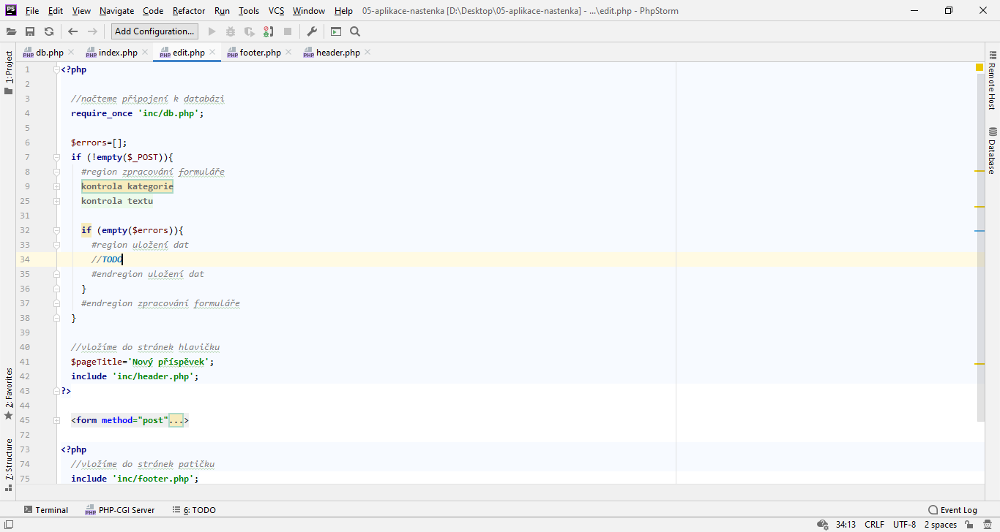 PS File Edit View Navigate Code Refactor Run Tools VCS Window Help 05-aplikace-nastenka [D:\Desktop\05-aplikace-nastenka] - ...\edit.php - PhpStorm
Add Configuration...
PHP db.php PHP index.php PHP edit.php PHP footer.php PHP header.php
1: Project
2: Favorites
7: Structure
1 <?php
2
3 //načteme připojení k databázi
4 require_once 'inc/db.php';
5
6 $errors=[];
7 if (!empty($_POST)){
8 #region zpracování formuláře
9 kontrola kategorie
25 kontrola textu
31
32 if (empty($errors)){
33 #region uložení dat
34 //TODO
35 #endregion uložení dat
36 }
37 #endregion zpracování formuláře
38 }
39
40 //vložíme do stránek hlavičku
41 $pageTitle='Nový příspěvek';
42 include 'inc/header.php';
43 ?>
44
45 <form method="post"...>
72
73 <?php
74 //vložíme do stránek patičku
75 include 'inc/footer.php';
Remote Host
Database
Terminal PHP PHP-CGI Server 6: TODO Event Log
34:13 CRLF UTF-8 2 spaces